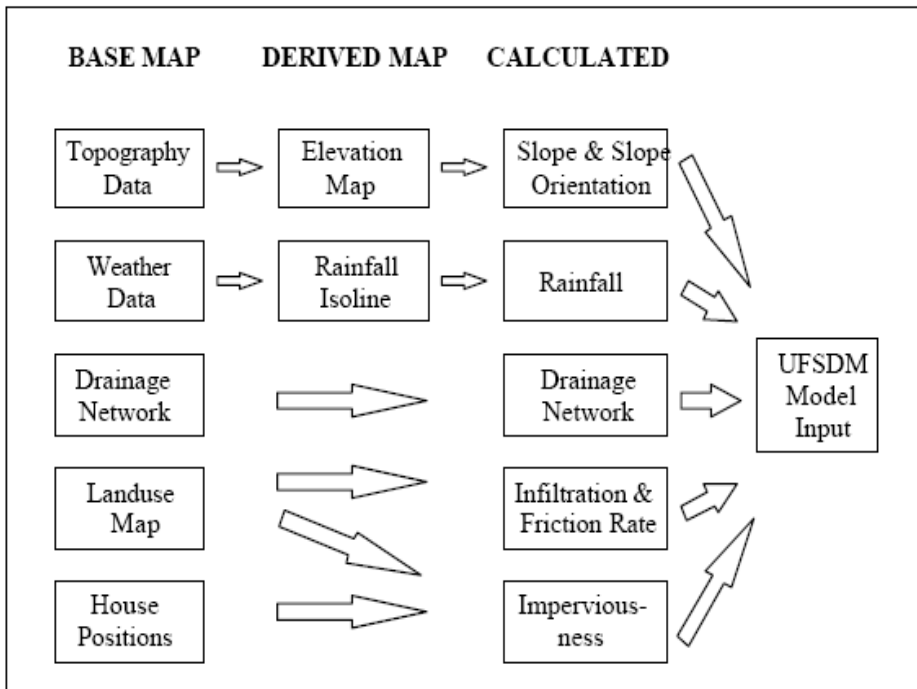 BASE MAP DERIVED MAP CALCULATED
Topography
Data
Elevation
Map
Slope & Slope
Orientation
Weather
Data
Rainfall
Isoline
Rainfall
Drainage
Network
Drainage
Network
UFSDM
Model
Input
Landuse
Map
Infiltration &
Friction Rate
House
Positions
Impervious-
ness